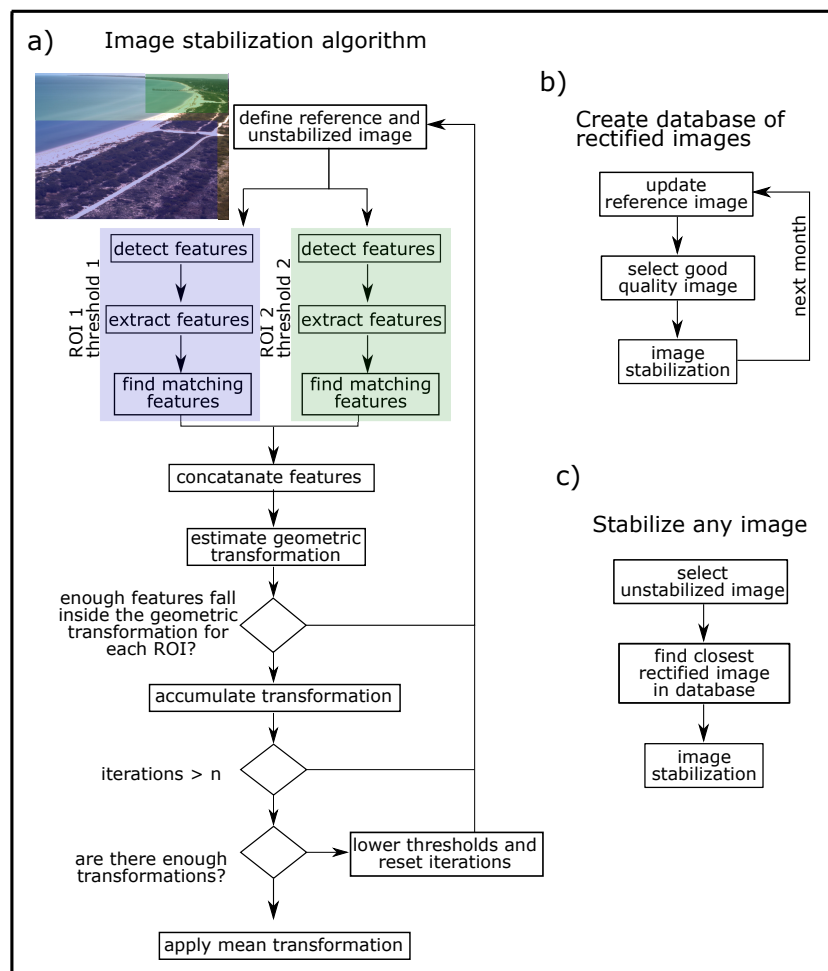 a)
Image stabilization algorithm
define reference and
unstabilized image
ROI 1
threshold 1
detect features
extract features
find matching
features
ROI 2
threshold 2
detect features
extract features
find matching
features
concatanate features
estimate geometric
transformation
enough features fall
inside the geometric
transformation for
each ROI?
accumulate transformation
iterations > n
are there enough
transformations?
lower thresholds and
reset iterations
apply mean transformation
b)
Create database of
rectified images
update
reference image
select good
quality image
image
stabilization
next month
c)
Stabilize any image
select
unstabilized image
find closest
rectified image
in database
image
stabilization